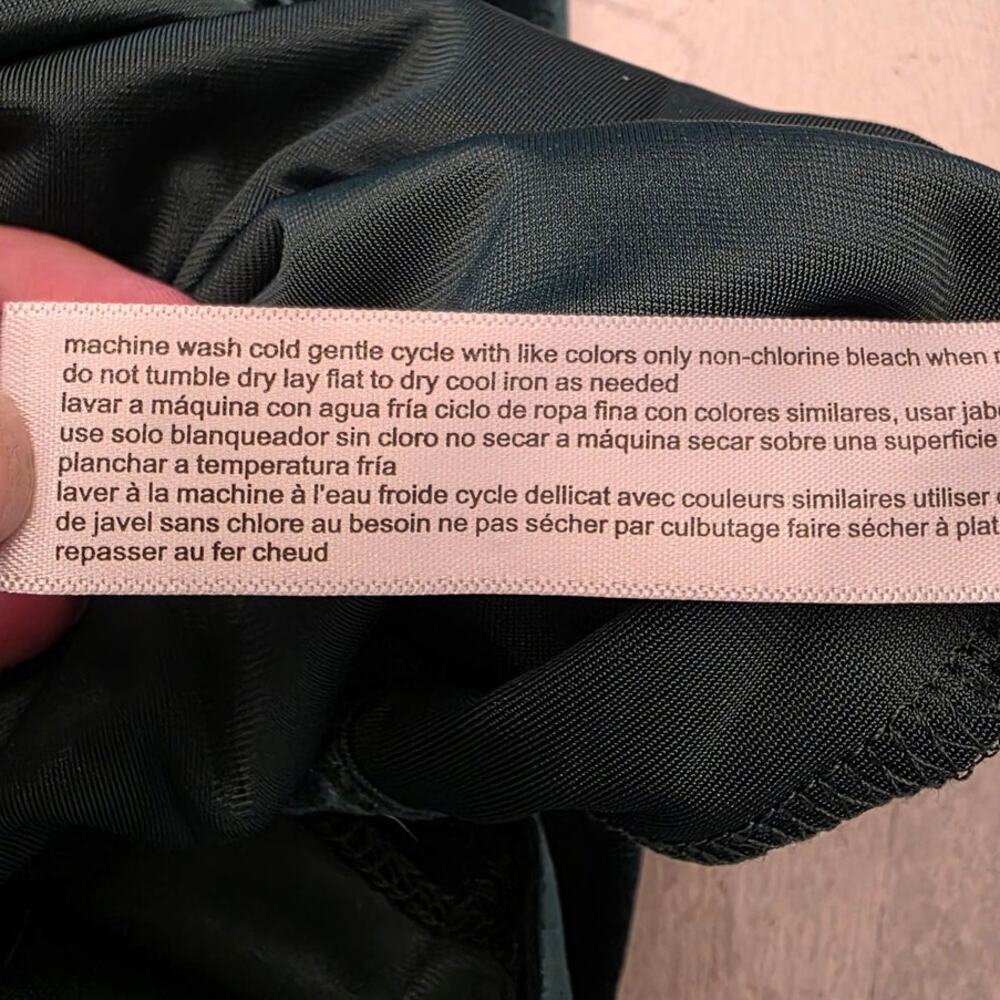 machine wash cold gentle cycle with like colors only non-chlorine bleach when
do not tumble dry lay fiat to dry cool iron as needed
lavar a máquina con agua fría ciclo de ropa fina con colores similares, usar
use solo blanqueador sin cloro no secar a máquina secar sobre una superficie
planchar a temperatura fría
laver à la machine à l'eau froide cycle dellicat avec couleurs similaires utiliser
de javel sans chlore au besoin ne pas sécher par culbutage faire sécher à plat
repasser au fer cheud